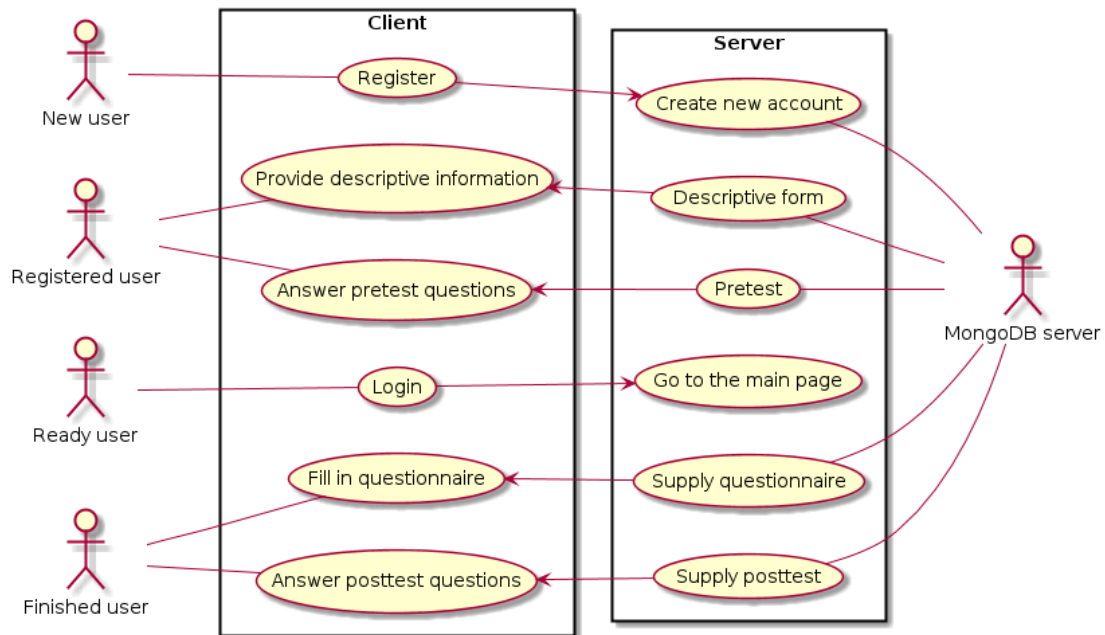 Client
Server
New user
Register
Create new account
Registered user
Provide descriptive information
Descriptive form
Answer pretest questions
Pretest
MongoDB server
Ready user
Login
Go to the main page
Finished user
Fill in questionnaire
Supply questionnaire
Answer posttest questions
Supply posttest